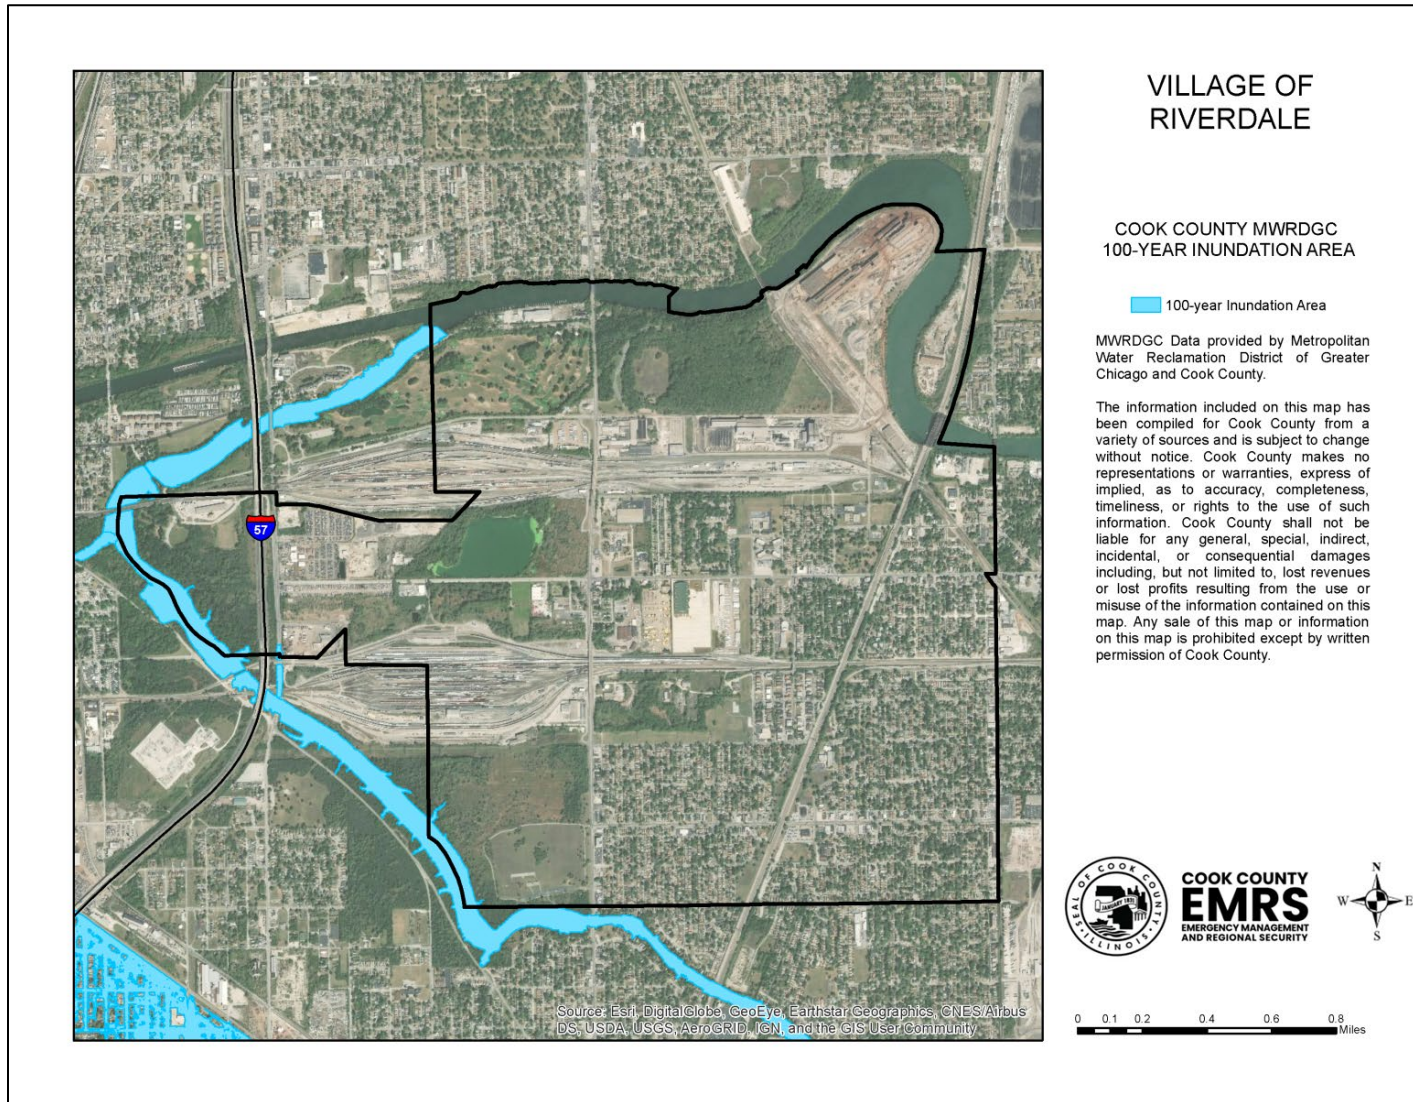 VILLAGE OF
RIVERDALE
COOK COUNTY MWRDGC
100-YEAR INUNDATION AREA
100-year Inundation Area
MWRDGC Data provided by Metropolitan
Water Reclamation District of Greater
Chicago and Cook County.
The information included on this map has
been compiled for Cook County from a
variety of sources and is subject to change
without notice. Cook County makes no
representations or warranties, express of
implied, as to accuracy, completeness,
timeliness, or rights to the use of such
information. Cook County shall not be
liable for any general, special, indirect,
incidental, or consequential damages
including, but not limited to, lost revenues
or lost profits resulting from the use or
misuse of the information contained on this
map. Any sale of this map or information
on this map is prohibited except by written
permission of Cook County.
57
SEAL OF COOK COUNTY
JANUARY 1831
ILLINOIS
COOK COUNTY
EMRS
EMERGENCY MANAGEMENT
AND REGIONAL SECURITY
N
W E
S
0 0.1 0.2 0.4 0.6 0.8
Miles
Source: Esri, DigitalGlobe, GeoEye, Earthstar Geographics, CNES/Airbus
DS, USDA, USGS, AeroGRID, IGN, and the GIS User Community